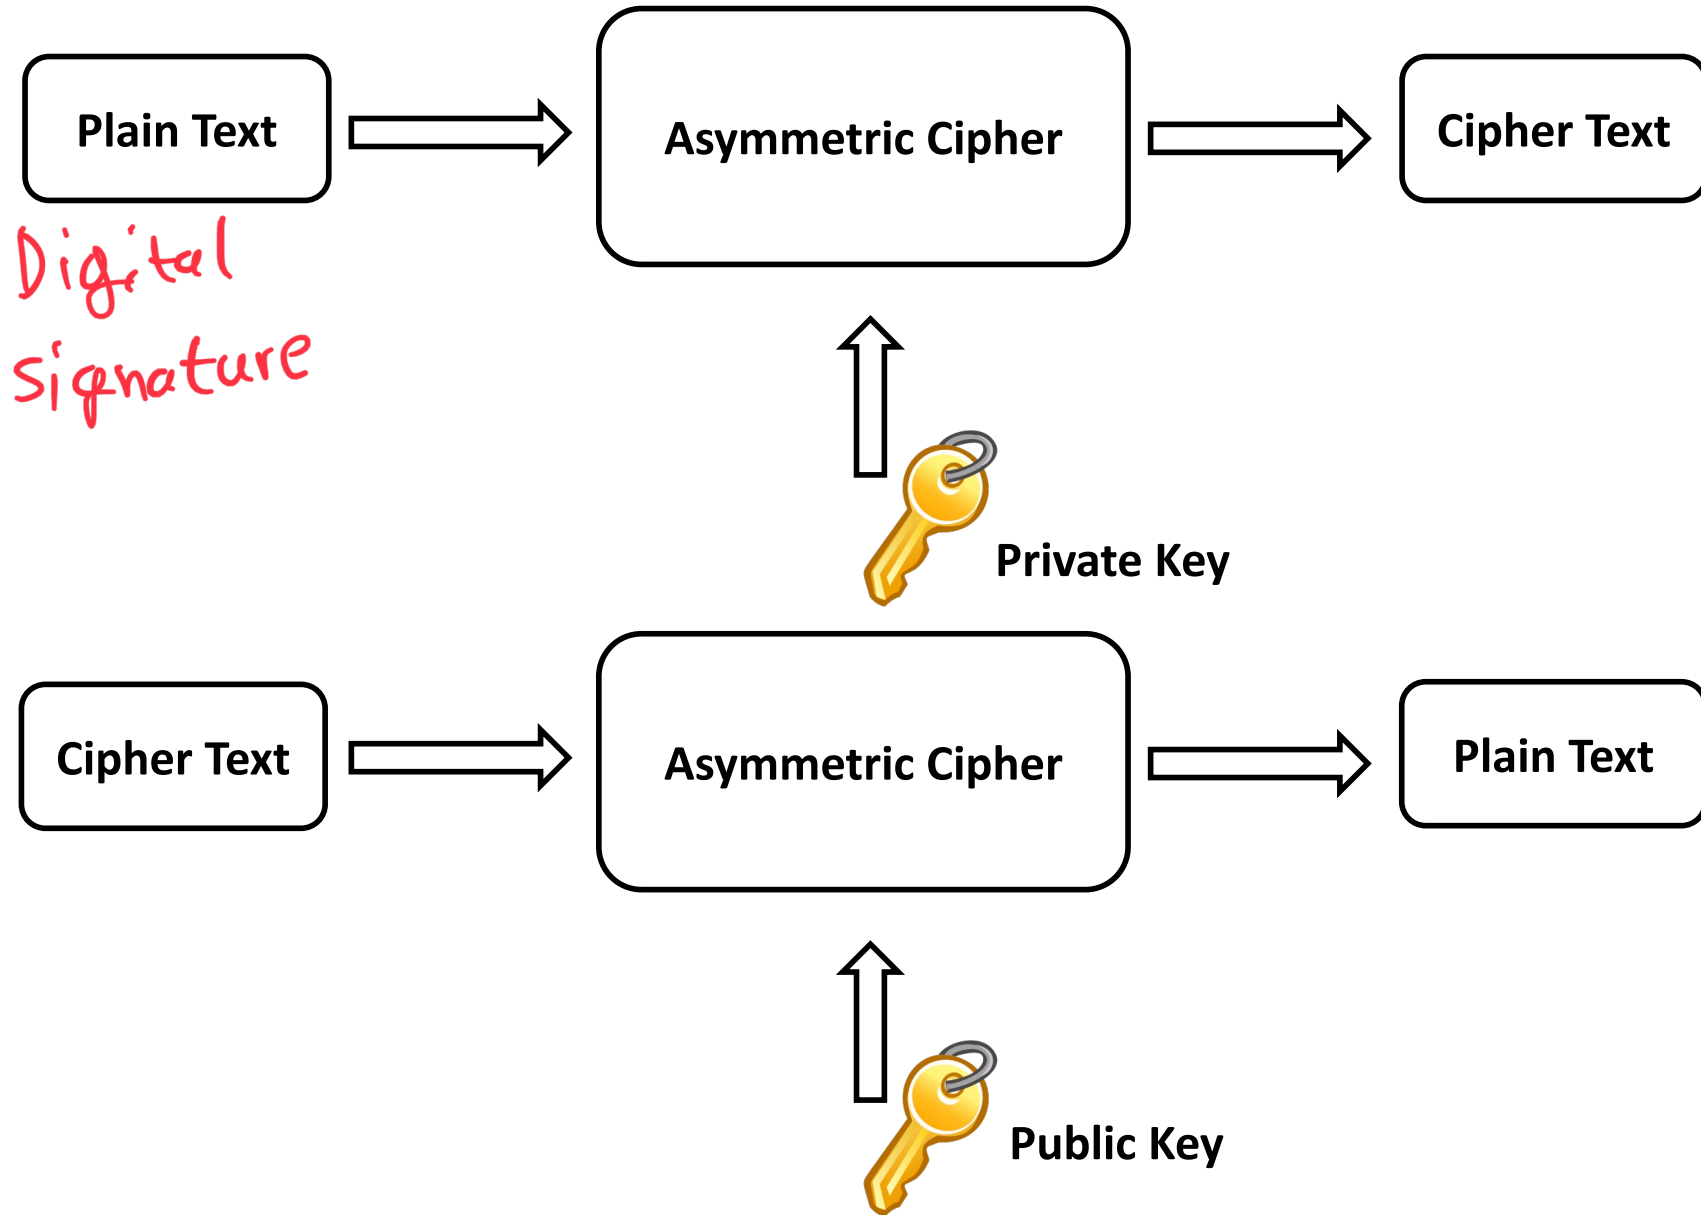 Plain Text
Asymmetric Cipher
Cipher Text
Digital
signature
Private Key
Cipher Text
Asymmetric Cipher
Plain Text
Public Key